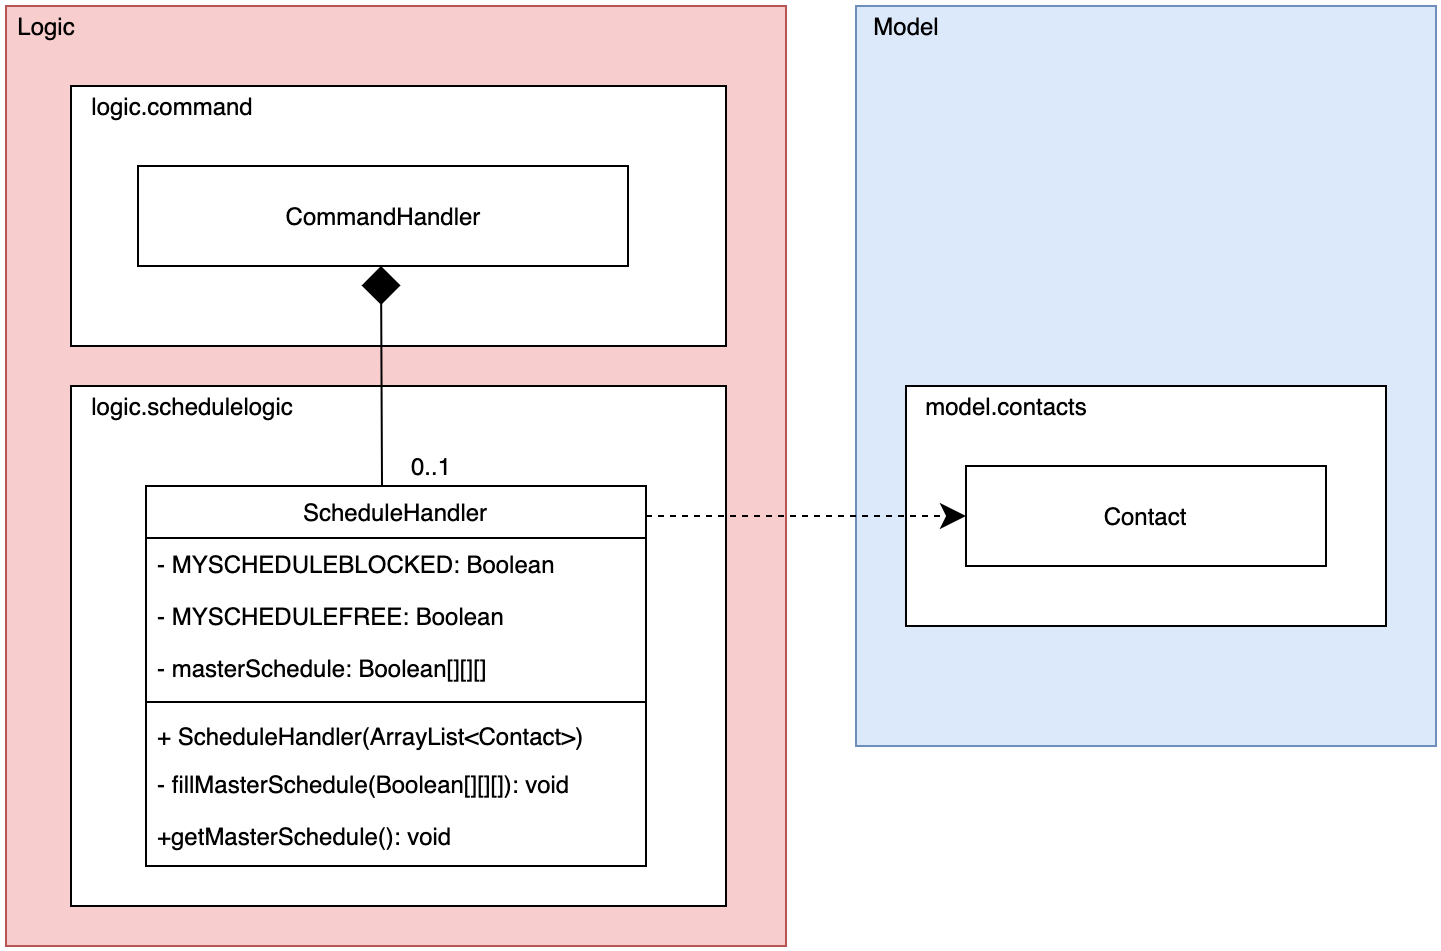 Logic
logic.command
CommandHandler
logic.schedulelogic
0..1
ScheduleHandler
- MYSCHEDULEBLOCKED: Boolean
- MYSCHEDULEFREE: Boolean
- masterSchedule: Boolean[][][]
+ ScheduleHandler(ArrayList<Contact>)
- fillMasterSchedule(Boolean[][][]): void
+getMasterSchedule(): void
Model
model.contacts
Contact